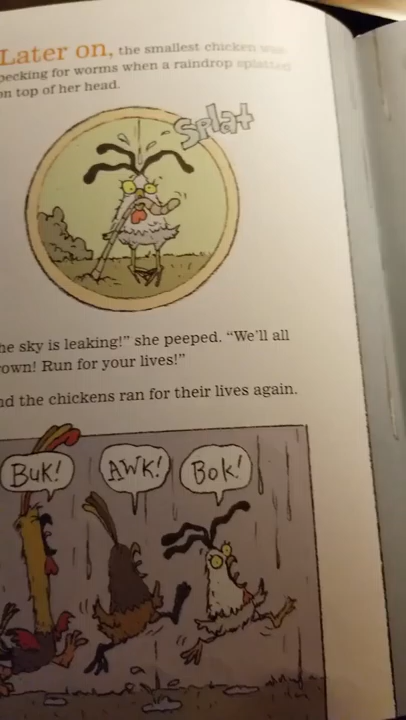 Later on, the smallest chicken was
pecking for worms when a raindrop splatted
on top of her head.
Splat
he sky is leaking!” she peeped. “We’ll all
rown! Run for your lives!”
nd the chickens ran for their lives again.
BUK! AWK! BOK!